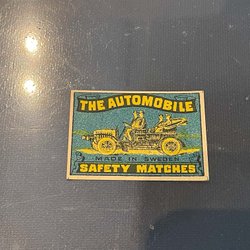 THE AUTOMOBILE
MADE IN SWEDEN
SAFETY MATCHES